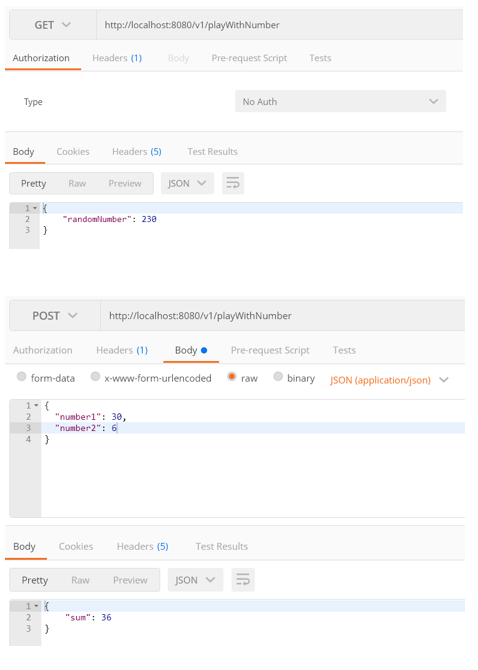 GET http://localhost:8080/v1/playWithNumber
Authorization Headers (1) Body Pre-request Script Tests
Type No Auth
Body Cookies Headers (5) Test Results
Pretty Raw Preview JSON
1 {
2 "randomNumber": 230
3 }
POST http://localhost:8080/v1/playWithNumber
Authorization Headers (1) Body Pre-request Script Tests
form-data x-www-form-urlencoded raw binary JSON (application/json)
1 {
2 "number1": 30,
3 "number2": 6
4 }
Body Cookies Headers (5) Test Results
Pretty Raw Preview JSON
1 {
2 "sum": 36
3 }